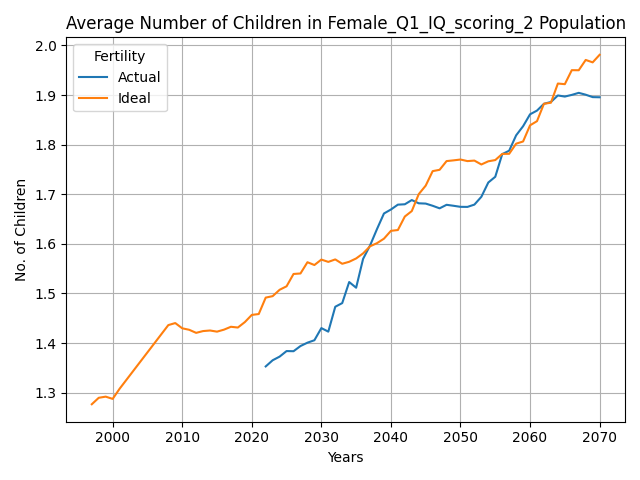 Average Number of Children in Female_Q1_IQ_scoring_2 Population
Fertility
Actual
Ideal
No. of Children
2.0
1.9
1.8
1.7
1.6
1.5
1.4
1.3
2000 2010 2020 2030 2040 2050 2060 2070
Years